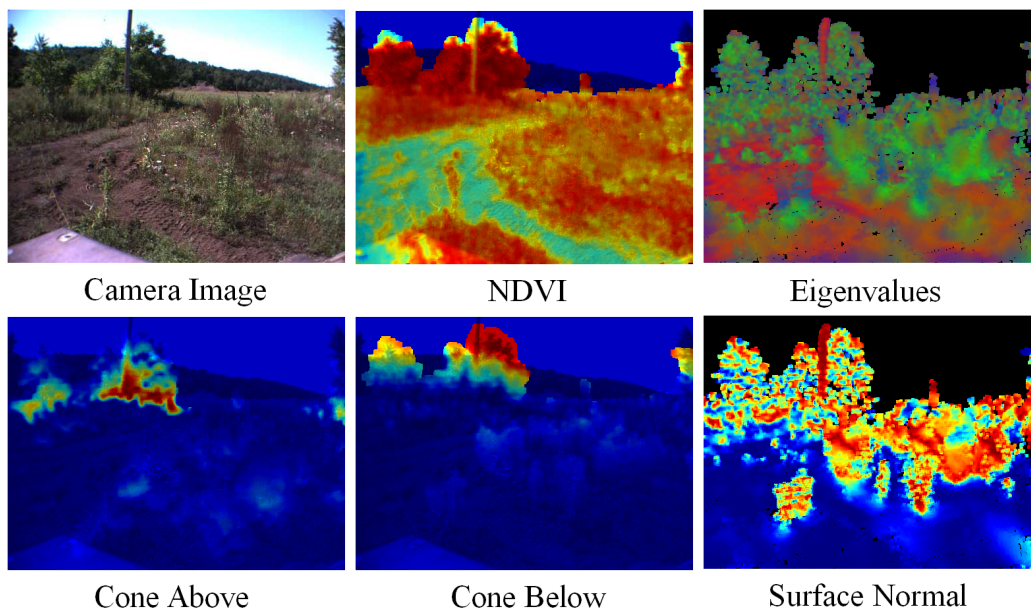 Camera Image
NDVI
Eigenvalues
Cone Above
Cone Below
Surface Normal